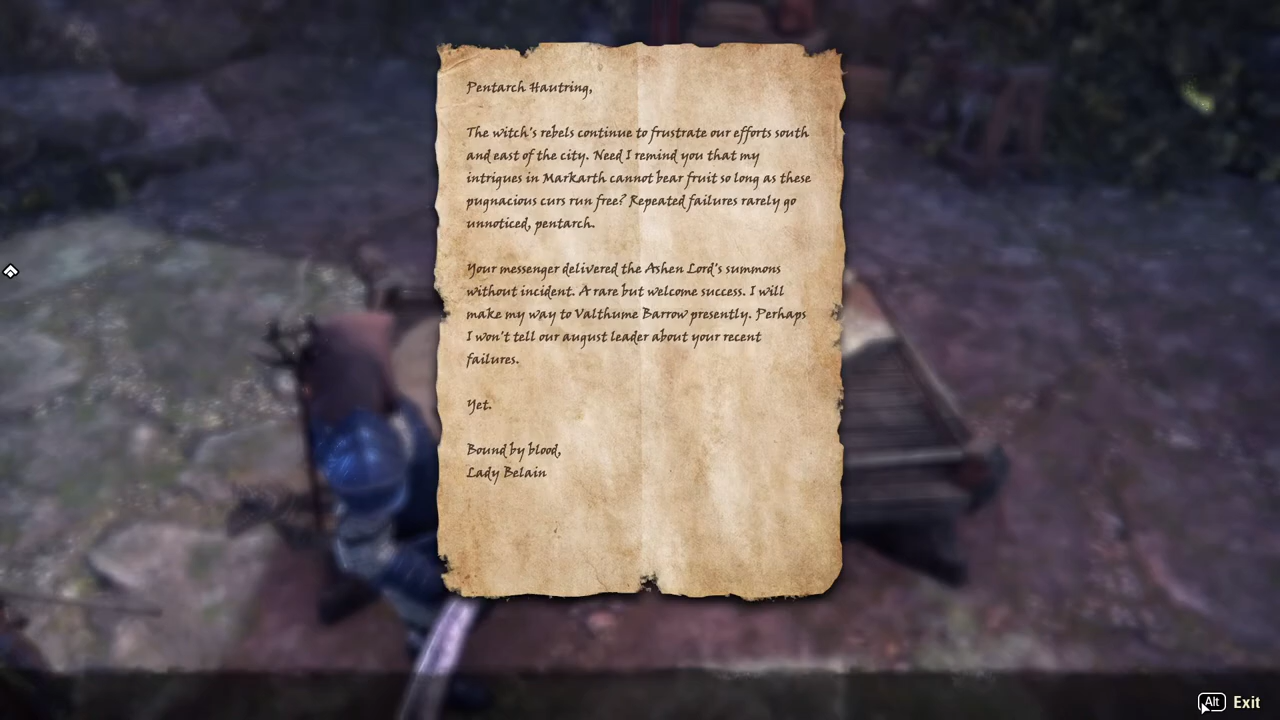 Pentarch Hautring,
The witch's rebels continue to frustrate our efforts south
and east of the city. Need I remind you that my
intrigues in Markarth cannot bear fruit so long as these
pugnacious curs run free? Repeated failures rarely go
unnoticed, pentarch.
Your messenger delivered the Ashen Lord's summons
without incident. A rare but welcome success. I will
make my way to Valthume Barrow presently. Perhaps
I won't tell our august leader about your recent
failures.
Yet.
Bound by blood,
Lady Belain
Alt Exit